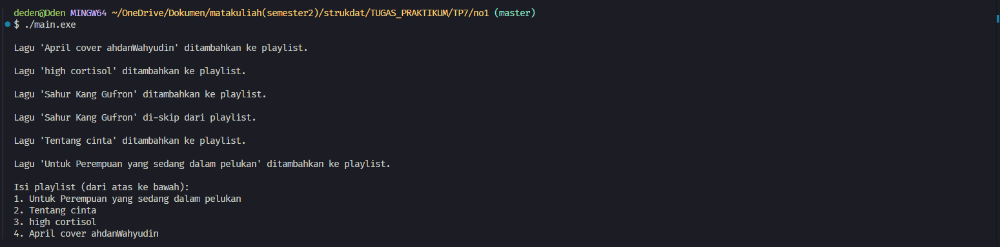 deden@Dden MINGW64 ~/OneDrive/Dokumen/matakuliah(semester2)/strukdat/TUGAS_PRAKTIKUM/TP7/no1 (master)
$ ./main.exe
Lagu 'April cover ahdanWahyudin' ditambahkan ke playlist.
Lagu 'high cortisol' ditambahkan ke playlist.
Lagu 'Sahur Kang Gufron' ditambahkan ke playlist.
Lagu 'Sahur Kang Gufron' di-skip dari playlist.
Lagu 'Tentang cinta' ditambahkan ke playlist.
Lagu 'Untuk Perempuan yang sedang dalam pelukan' ditambahkan ke playlist.
Isi playlist (dari atas ke bawah):
1. Untuk Perempuan yang sedang dalam pelukan
2. Tentang cinta
3. high cortisol
4. April cover ahdanWahyudin